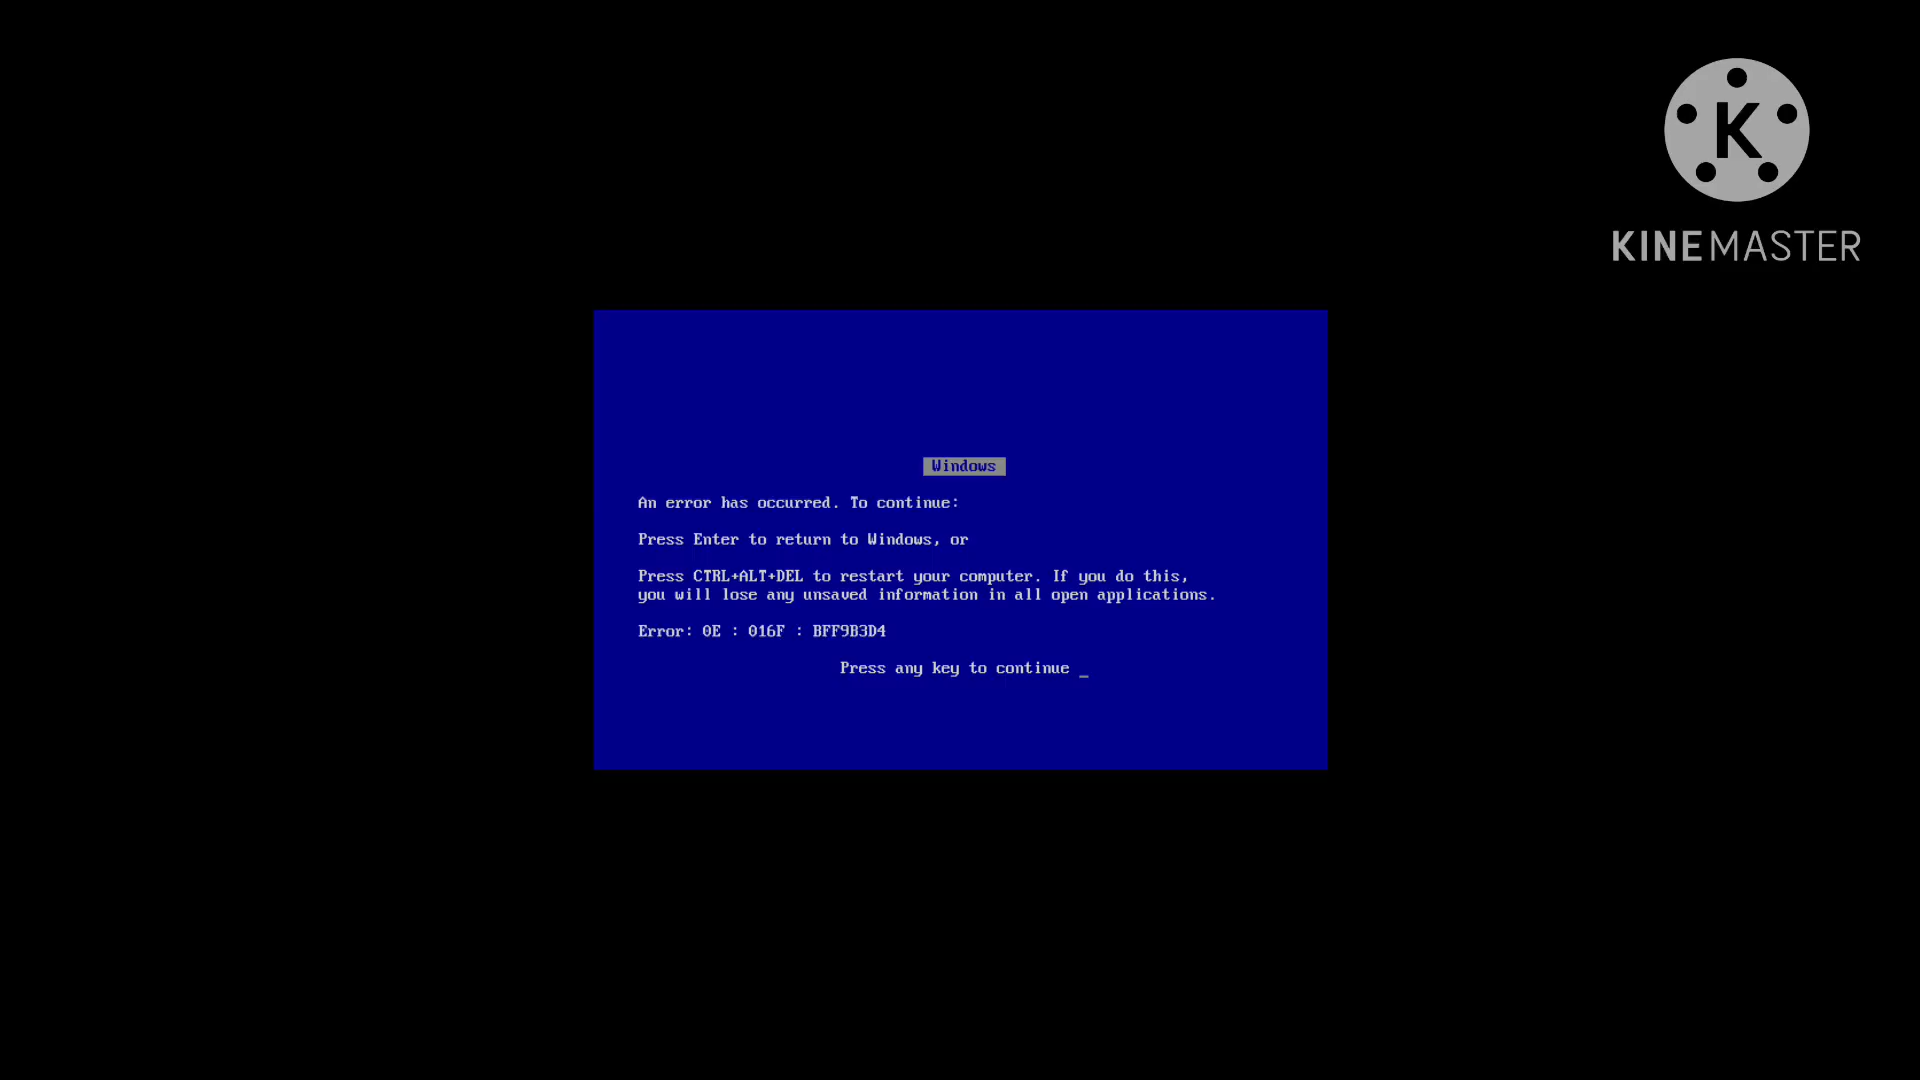 K
KINEMASTER
Windows
An error has occurred. To continue:
Press Enter to return to Windows, or
Press CTRL+ALT+DEL to restart your computer. If you do this,
you will lose any unsaved information in all open applications.
Error: 0E : 016F : BFF9B3D4
Press any key to continue _